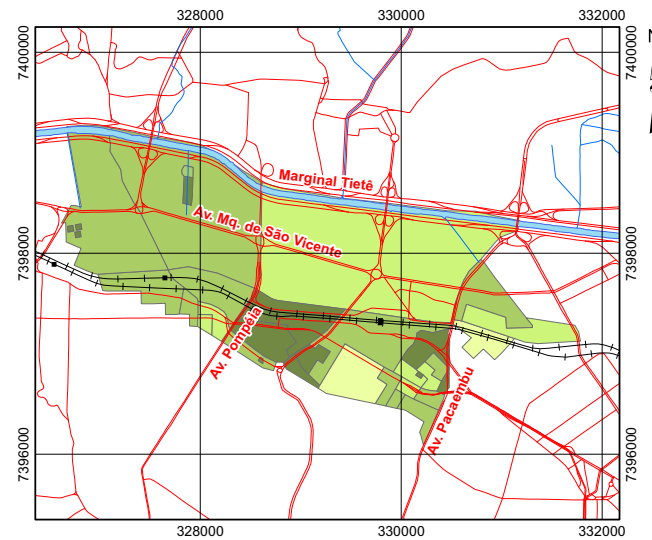 328000 330000 332000
N
7400000 7400000
Marginal Tietê
Av. Mq. de São Vicente
7398000 7398000
Av. Pompéia
Av. Pacaembu
7396000 7396000
328000 330000 332000